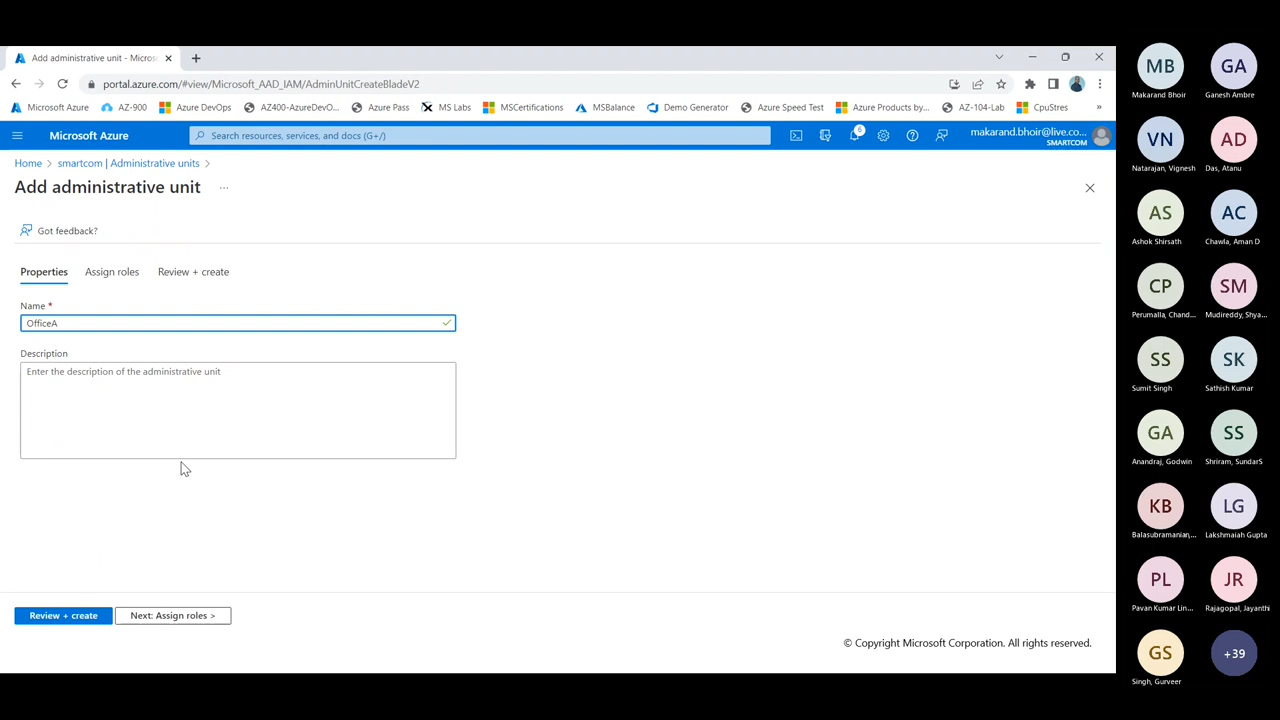 Add administrative unit - Micros
portal.azure.com/#view/Microsoft_AAD_IAM/AdminUnitCreateBladeV2
Microsoft Azure
AZ-900
Azure DevOps
AZ400-AzureDevO...
Azure Pass
MS Labs
MSCertifications
MSBalance
Demo Generator
Azure Speed Test
Azure Products by...
AZ-104-Lab
CpuStres
»
Microsoft Azure
Search resources, services, and docs (G+/)
6
makarand.bhoir@live.co...
SMARTCOM
Home > smartcom | Administrative units >
Add administrative unit ...
Got feedback?
Properties
Assign roles
Review + create
Name *
OfficeA
Description
Enter the description of the administrative unit
Review + create
Next: Assign roles >
© Copyright Microsoft Corporation. All rights reserved.
MB
Makarand Bhoir
GA
Ganesh Ambre
VN
Natarajan, Vignesh
AD
Das, Atanu
AS
Ashok Shirsath
AC
Chawla, Aman D
CP
Perumalla, Chand...
SM
Mudireddy, Shya...
SS
Sumit Singh
SK
Sathish Kumar
GA
Anandraj, Godwin
SS
Shriram, SundarS
KB
Balasubramanian,...
LG
Lakshmaiah Gupta
PL
Pavan Kumar Lin...
JR
Rajagopal, Jayanthi
GS
Singh, Gurveer
+39